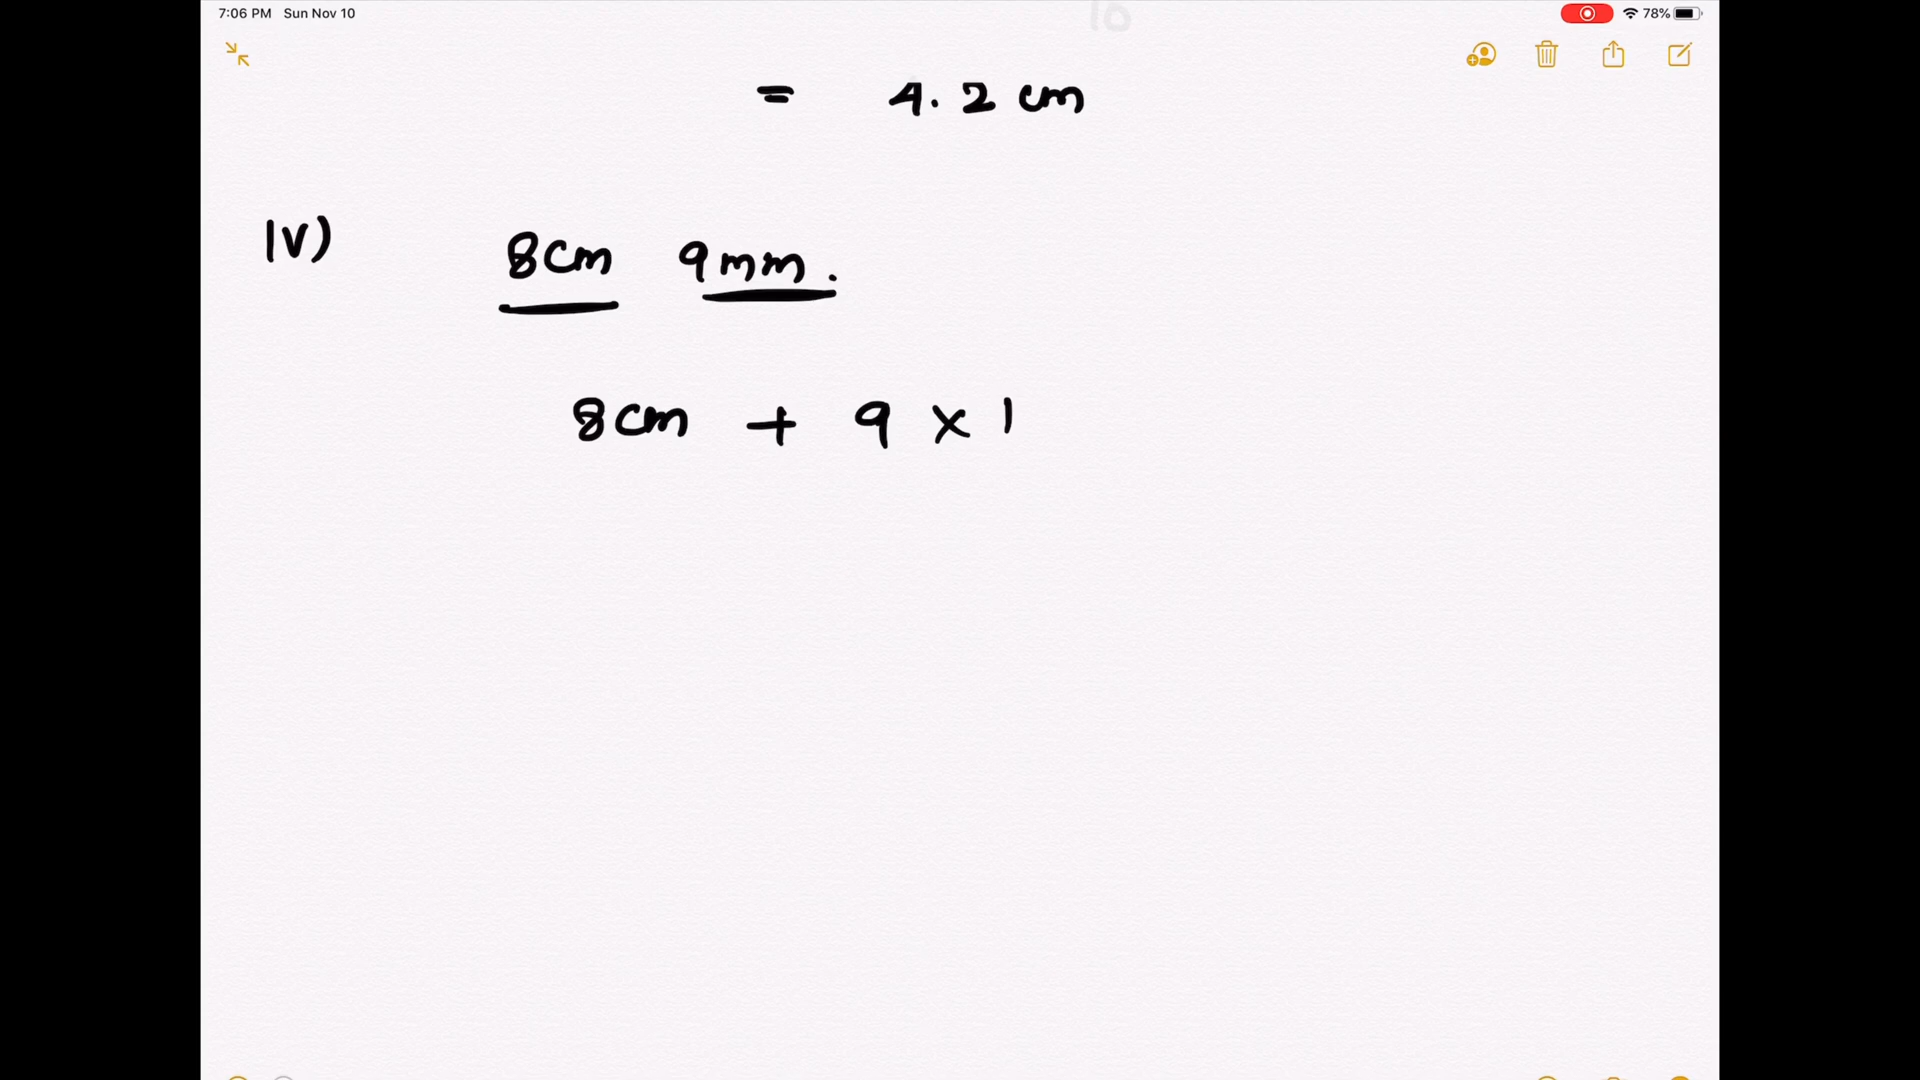 7:06 PM Sun Nov 10 78%
= 4.2 cm
IV) 8cm 9mm.
8cm + 9 x 1